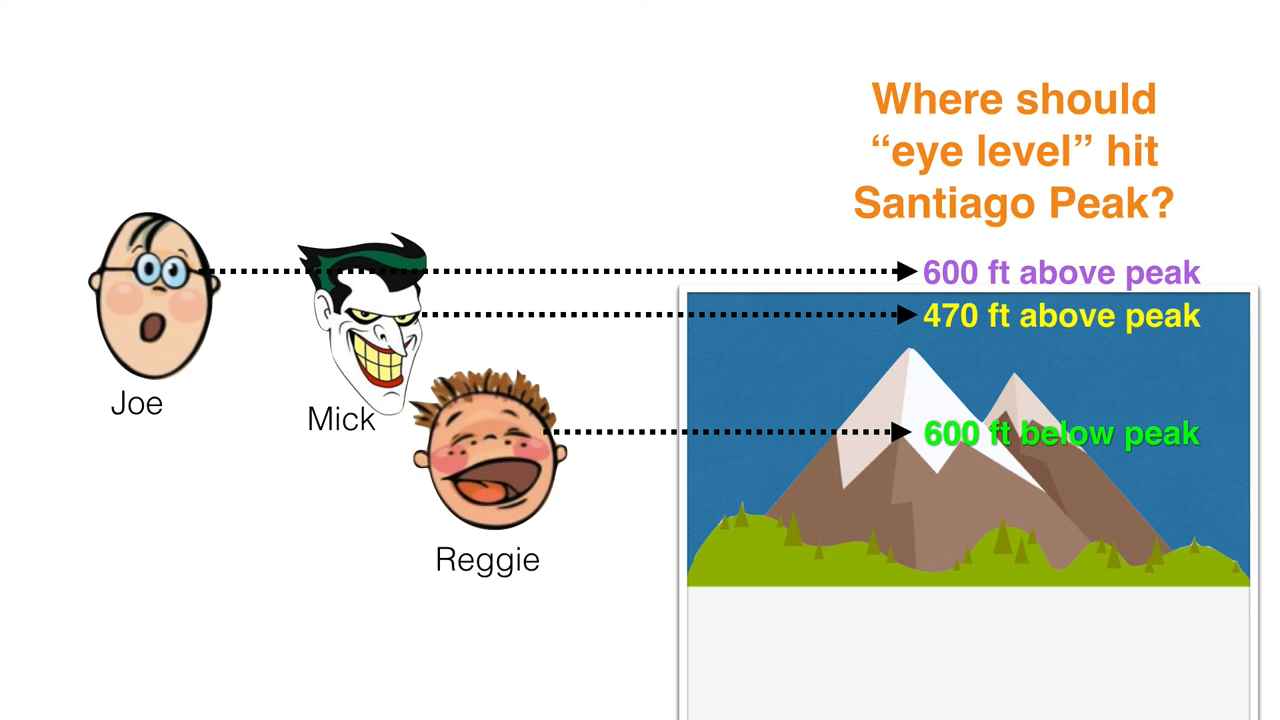 Where should
“eye level” hit
Santiago Peak?
600 ft above peak
470 ft above peak
Joe
Mick
600 ft below peak
Reggie